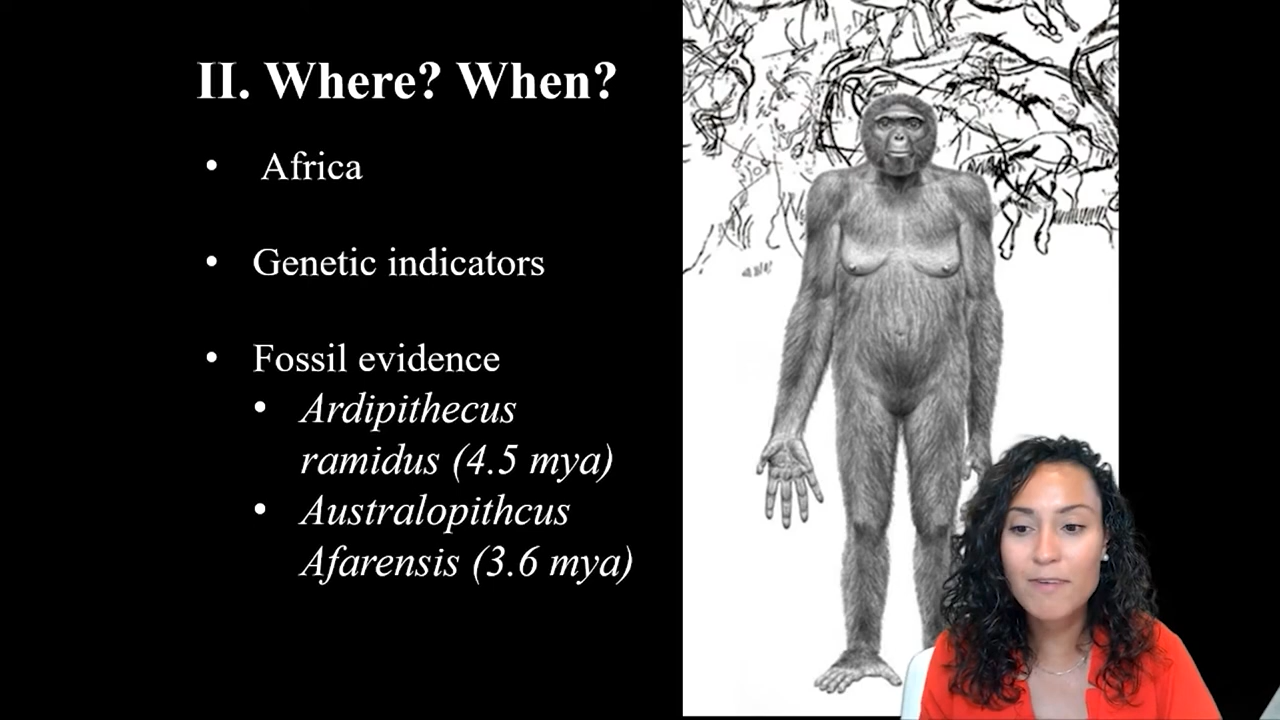 II. Where? When?
• Africa
• Genetic indicators
• Fossil evidence
• Ardipithecus
ramidus (4.5 mya)
• Australopithcus
Afarensis (3.6 mya)